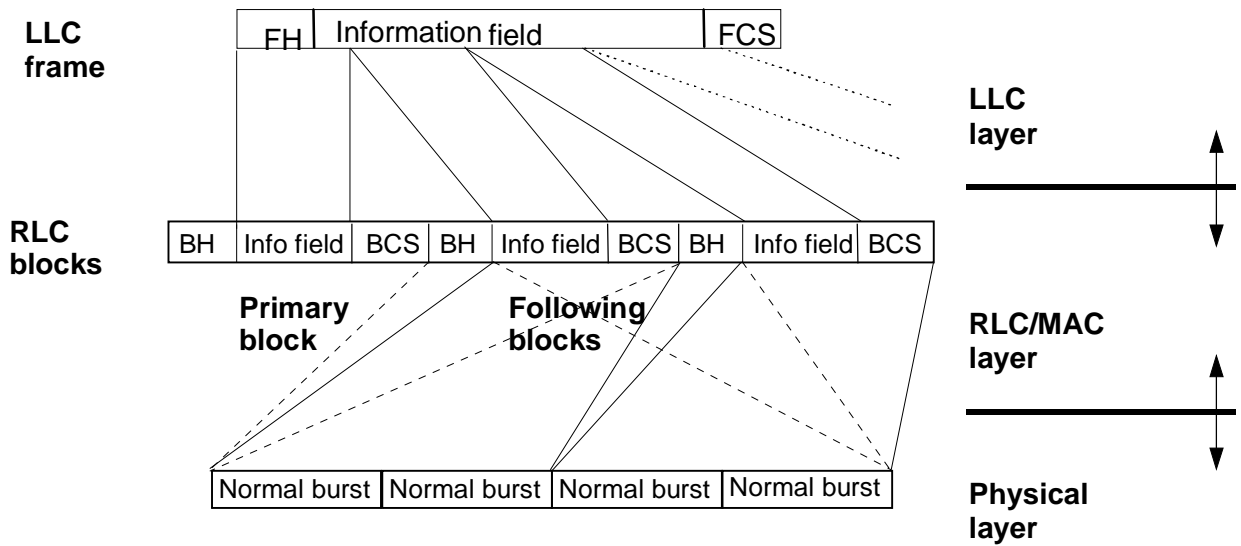 LLC
frame
FH Information field FCS
LLC
layer
RLC
blocks
BH Info field BCS BH Info field BCS BH Info field BCS
Primary
block
Following
blocks
RLC/MAC
layer
Normal burst Normal burst Normal burst Normal burst
Physical
layer